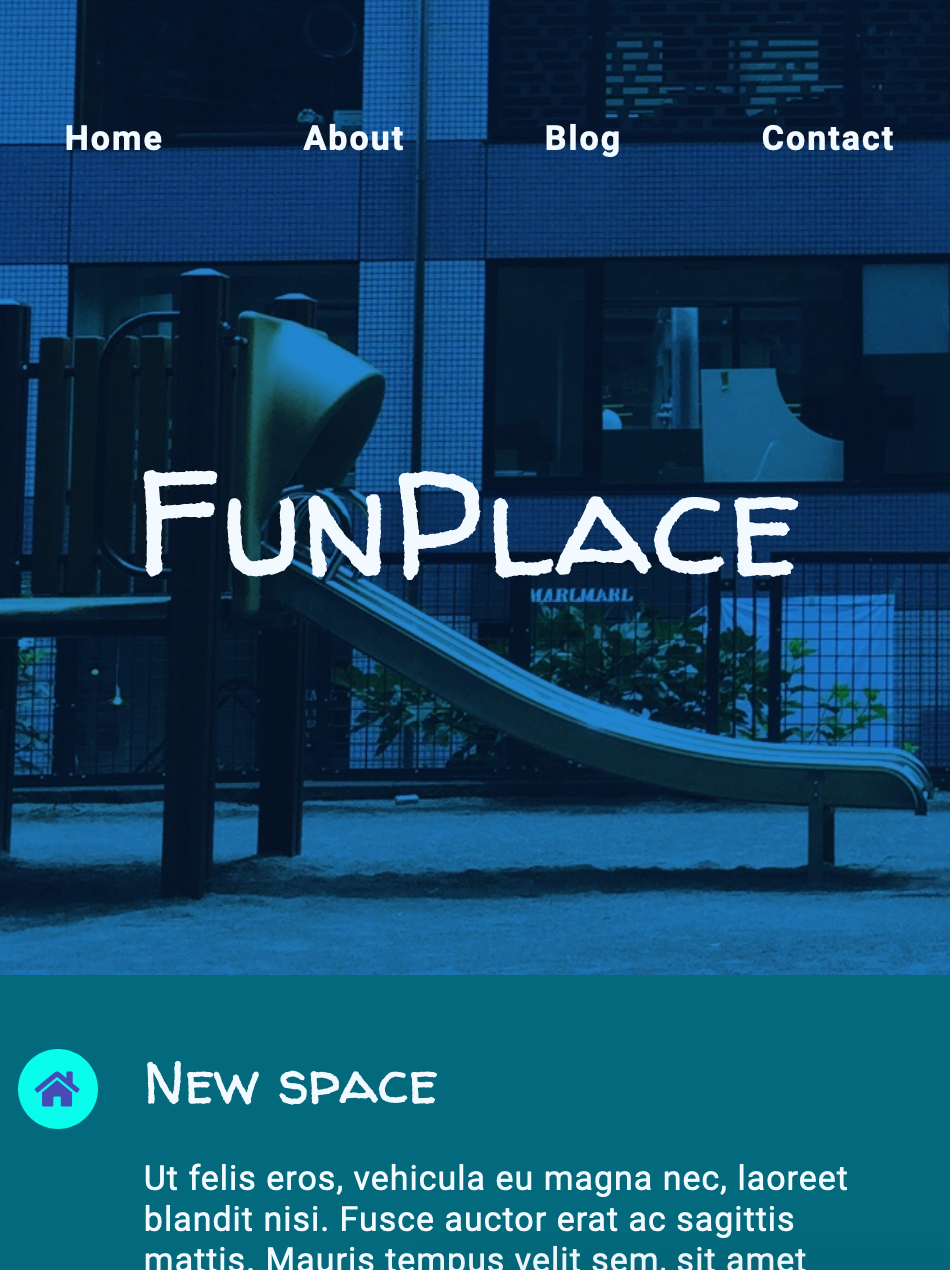 Home About Blog Contact
FunPlace
MARLMARL
New space
Ut felis eros, vehicula eu magna nec, laoreet
blandit nisi. Fusce auctor erat ac sagittis
mattis. Mauris tempus velit sem, sit amet